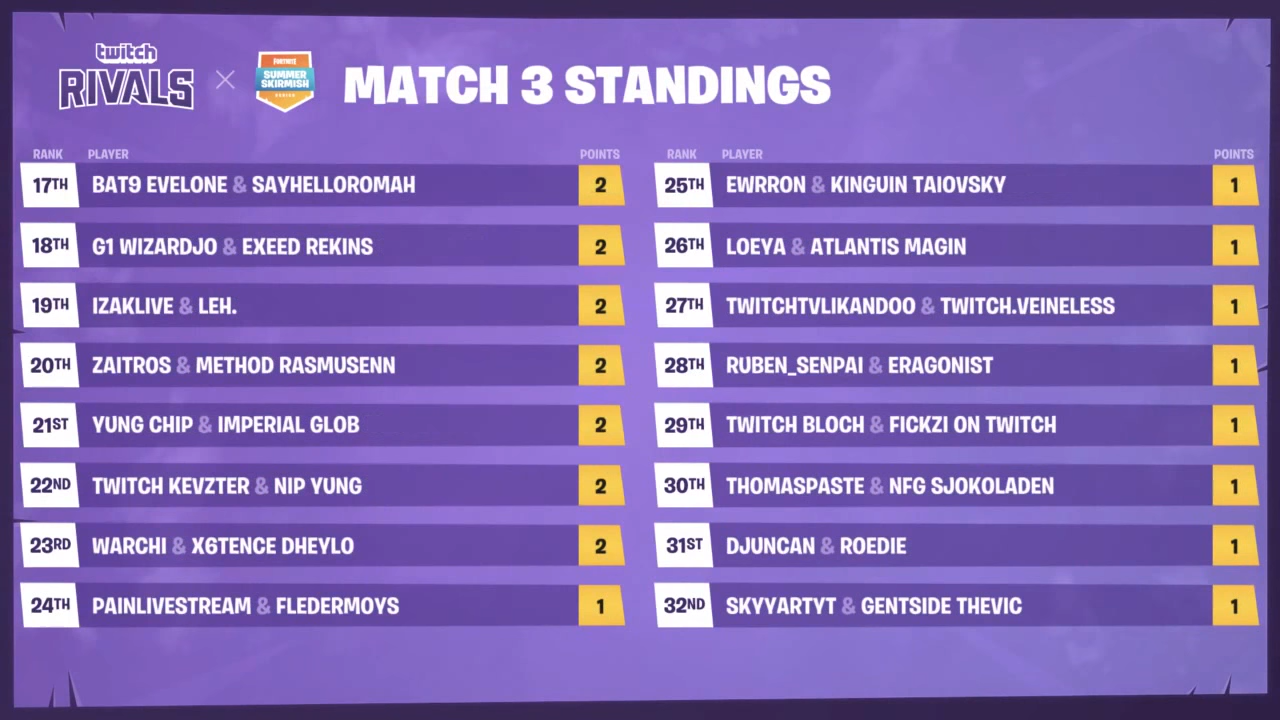 twitch
RIVALS
FORTNITE
SUMMER
SKIRMISH
SERIES
MATCH 3 STANDINGS
RANK PLAYER POINTS
17TH BAT9 EVELONE & SAYHELLOROMAH 2
18TH G1 WIZARDJO & EXEED REKINS 2
19TH IZAKLIVE & LEH. 2
20TH ZAITROS & METHOD RASMUSENN 2
21ST YUNG CHIP & IMPERIAL GLOB 2
22ND TWITCH KEVZTER & NIP YUNG 2
23RD WARCHI & X6TENCE DHEYLO 2
24TH PAINLIVESTREAM & FLEDERMOYS 1
RANK PLAYER POINTS
25TH EWRRON & KINGUIN TAIOVSKY 1
26TH LOEYA & ATLANTIS MAGIN 1
27TH TWITCHTVLIKANDOO & TWITCH.VEINELESS 1
28TH RUBEN_SENPAI & ERAGONIST 1
29TH TWITCH BLOCH & FICKZI ON TWITCH 1
30TH THOMASPASTE & NFG SJOKOLADEN 1
31ST DJUNCAN & ROEDIE 1
32ND SKYYARTYT & GENTSIDE THEVIC 1